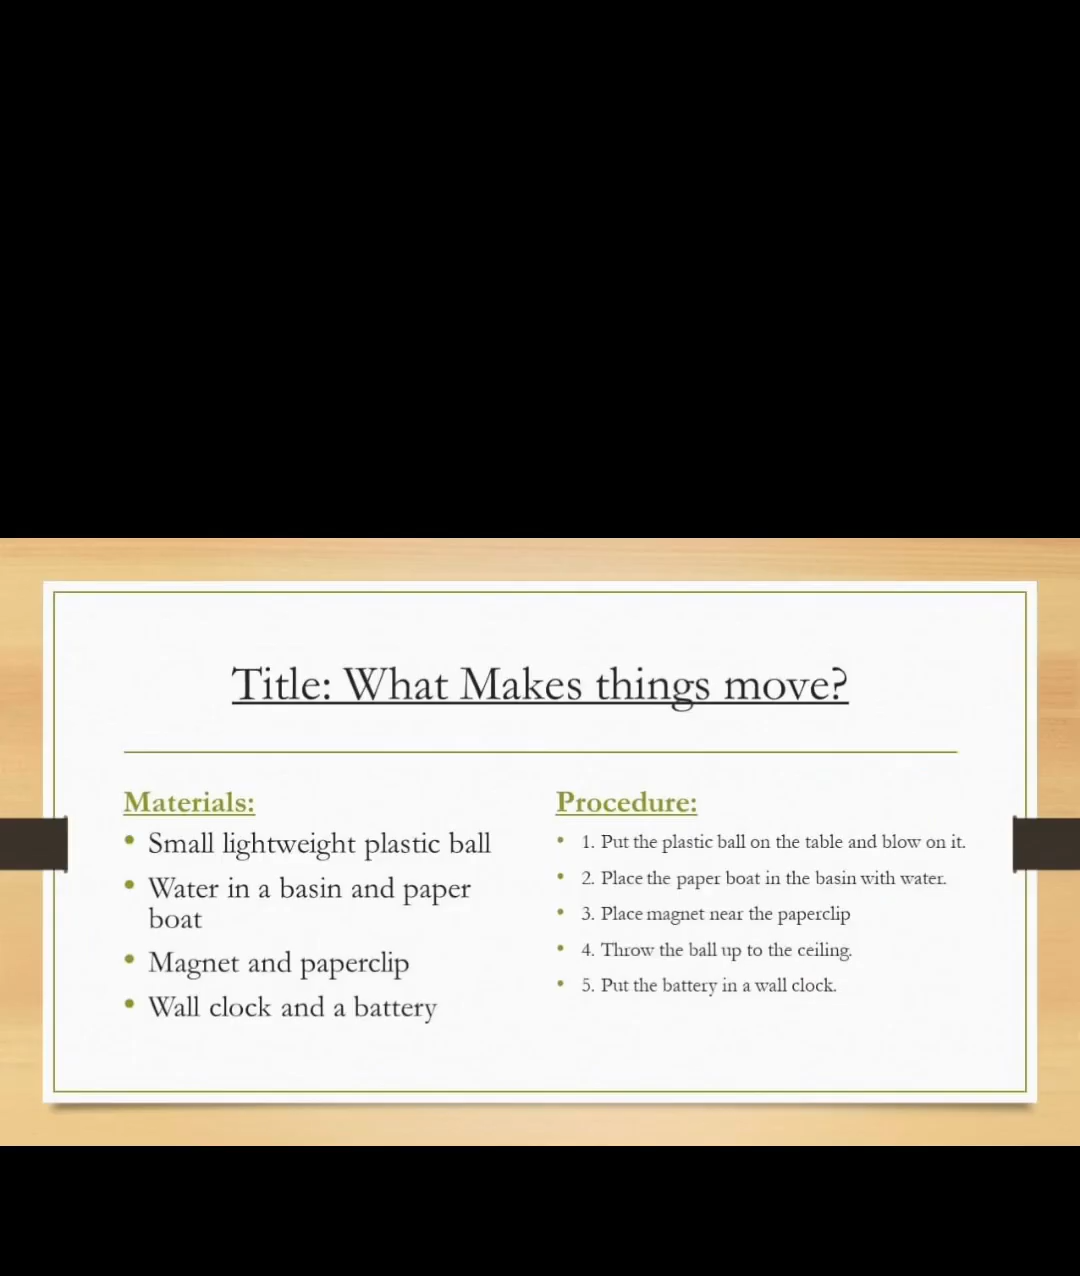 Title: What Makes things move?
Materials:
• Small lightweight plastic ball
• Water in a basin and paper
boat
• Magnet and paperclip
• Wall clock and a battery
Procedure:
• 1. Put the plastic ball on the table and blow on it.
• 2. Place the paper boat in the basin with water.
• 3. Place magnet near the paperclip
• 4. Throw the ball up to the ceiling.
• 5. Put the battery in a wall clock.